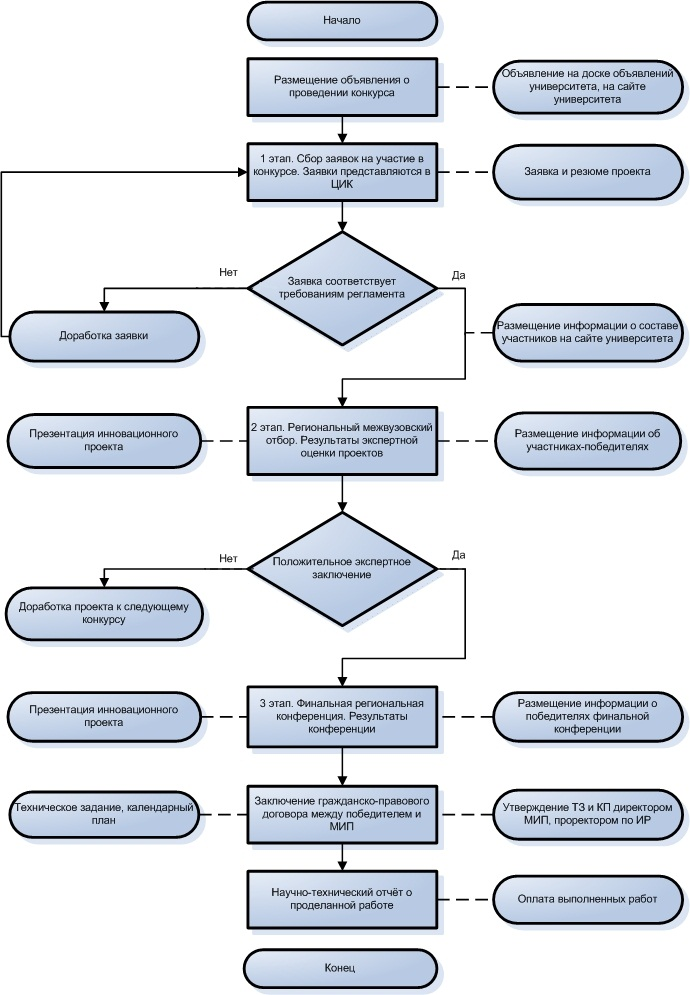 Начало
Размещение объявления о
проведении конкурса
Объявление на доске объявлений
университета, на сайте
университета
1 этап. Сбор заявок на участие в
конкурсе. Заявки представляются в
ЦИК
Заявка и резюме проекта
Нет
Заявка соответствует
требованиям регламента
Да
Доработка заявки
Размещение информации о составе
участников на сайте университета
Презентация инновационного
проекта
2 этап. Региональный межвузовский
отбор. Результаты экспертной
оценки проектов
Размещение информации об
участниках-победителях
Нет
Положительное экспертное
заключение
Да
Доработка проекта к следующему
конкурсу
Презентация инновационного
проекта
3 этап. Финальная региональная
конференция. Результаты
конференции
Размещение информации о
победителях финальной
конференции
Техническое задание, календарный
план
Заключение гражданско-правового
договора между победителем и
МИП
Утверждение ТЗ и КП директором
МИП, проректором по ИР
Научно-технический отчёт о
проделанной работе
Оплата выполненных работ
Конец